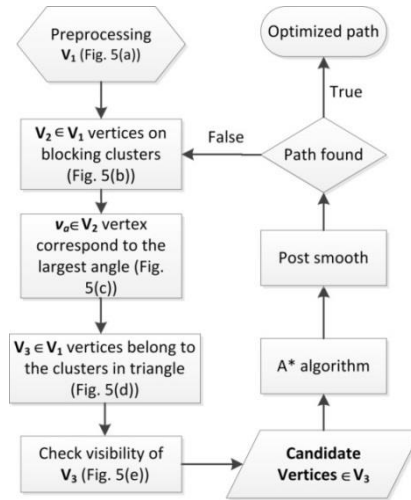 Preprocessing
V₁ (Fig. 5(a))
V₂ ∈ V₁ vertices on
blocking clusters
(Fig. 5(b))
vₐ∈ V₂ vertex
correspond to the
largest angle (Fig.
5(c))
V₃ ∈ V₁ vertices belong to
the clusters in triangle
(Fig. 5(d))
Check visibility of
V₃ (Fig. 5(e))
Candidate
Vertices ∈ V₃
A* algorithm
Post smooth
Path found
False
True
Optimized path